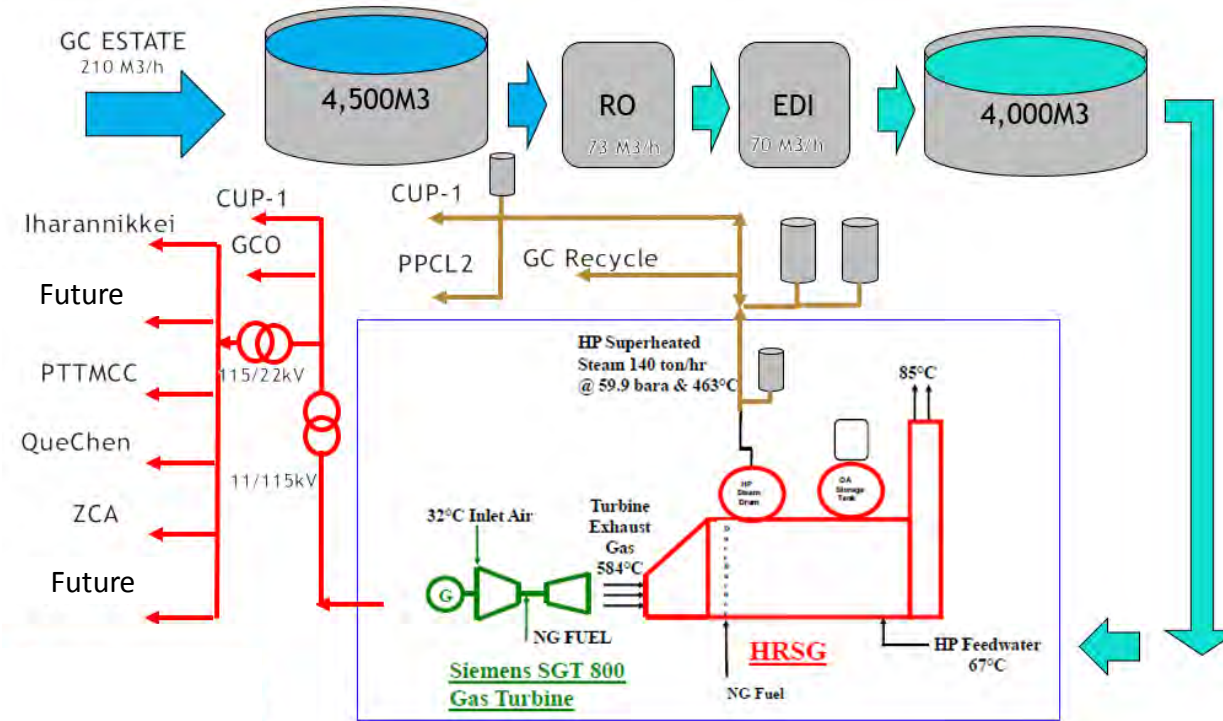 GC ESTATE
210 M3/h
4,500M3
RO
73 M3/h
EDI
70 M3/h
4,000M3
CUP-1
Iharannikkei
GCO
Future
115/22kV
PTTMCC
QueChen
11/115kV
ZCA
Future
CUP-1
PPCL2
GC Recycle
HP Superheated
Steam 140 ton/hr
@ 59.9 bara & 463°C
85°C
HP
Steam
Drum
DA
Storage
Tank
32°C Inlet Air
Turbine
Exhaust
Gas
584°C
G
NG FUEL
HRSG
HP Feedwater
67°C
NG Fuel
Siemens SGT 800
Gas Turbine